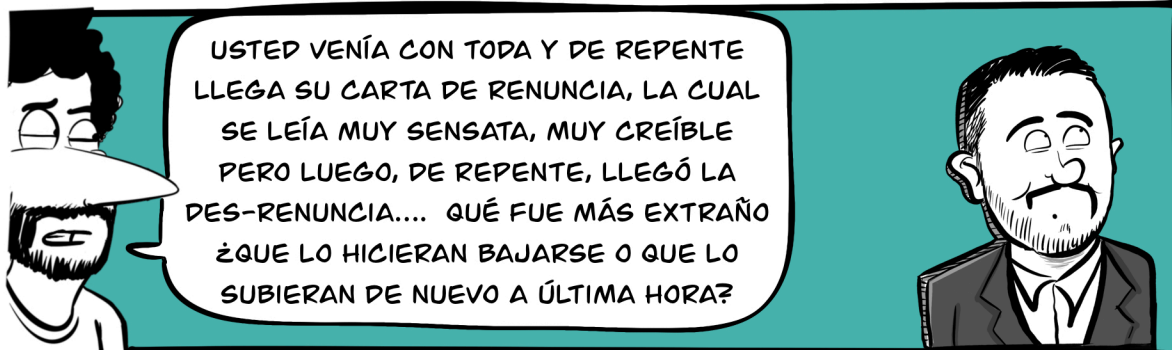 USTED VENÍA CON TODA Y DE REPENTE
LLEGA SU CARTA DE RENUNCIA, LA CUAL
SE LEÍA MUY SENSATA, MUY CREÍBLE
PERO LUEGO, DE REPENTE, LLEGÓ LA
DES-RENUNCIA.... QUÉ FUE MÁS EXTRAÑO
¿QUE LO HICIERAN BAJARSE O QUE LO
SUBIERAN DE NUEVO A ÚLTIMA HORA?